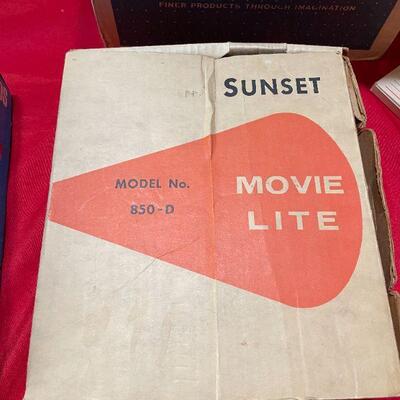 FINER PRODUCTS THROUGH IMAGINATION
SUNSET
MODEL No.
850-D
MOVIE
LITE